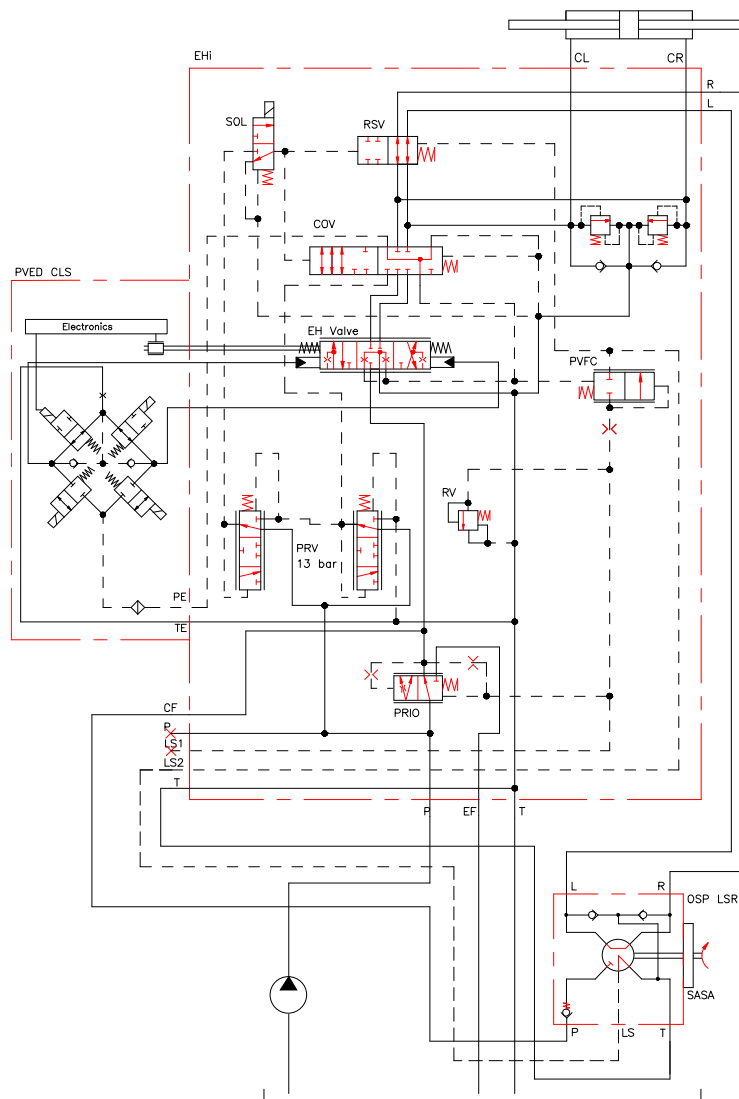 CL CR
EHi
R
L
SOL
RSV
COV
PVED CLS
Electronics
EH Valve
PVFC
RV
PRV
13 bar
PE
TE
CF
PRIO
P
LS1
LS2
T
P EF T
L R
OSP LSR
SASA
P LS T